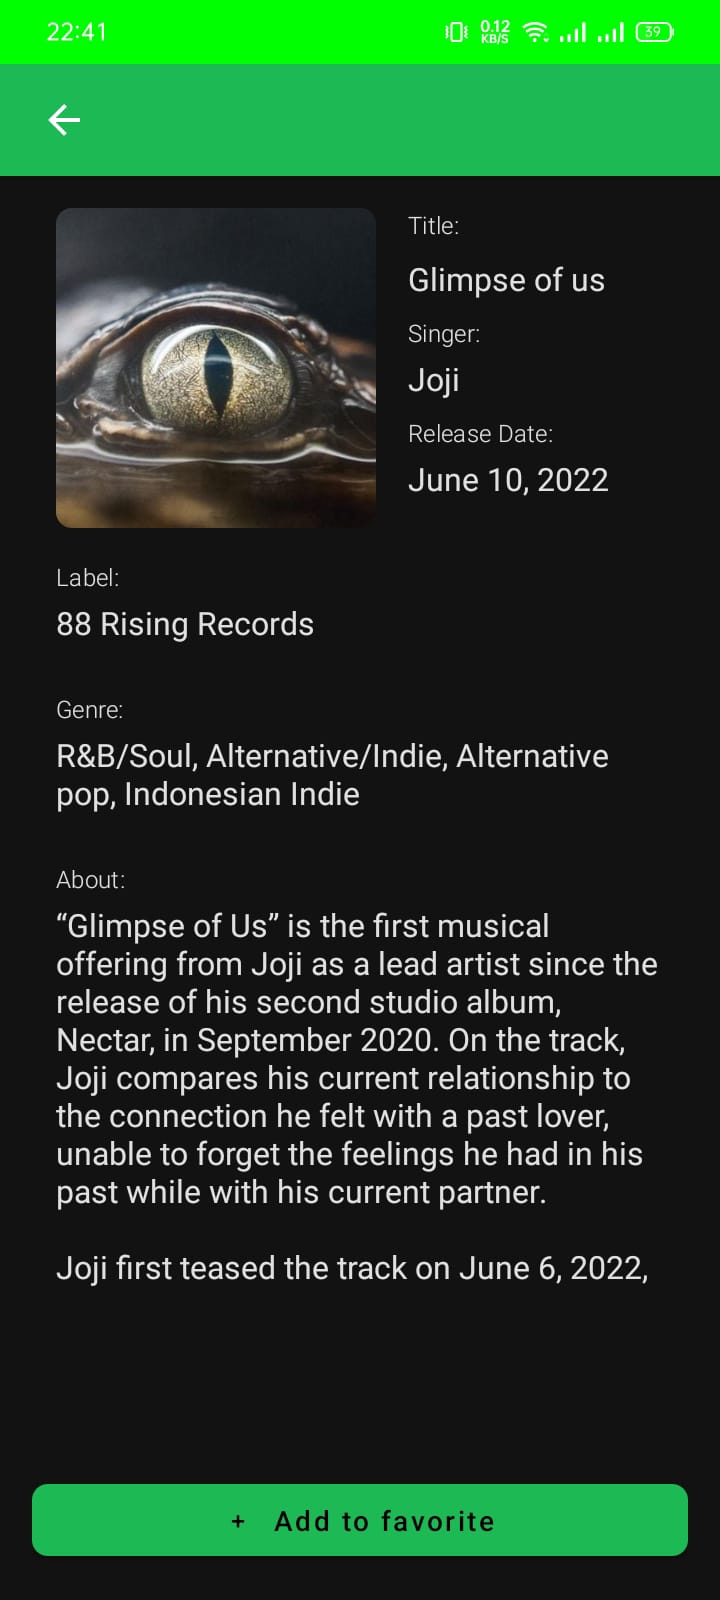 22:41
0.12
KB/S
39
Title:
Glimpse of us
Singer:
Joji
Release Date:
June 10, 2022
Label:
88 Rising Records
Genre:
R&B/Soul, Alternative/Indie, Alternative
pop, Indonesian Indie
About:
“Glimpse of Us” is the first musical
offering from Joji as a lead artist since the
release of his second studio album,
Nectar, in September 2020. On the track,
Joji compares his current relationship to
the connection he felt with a past lover,
unable to forget the feelings he had in his
past while with his current partner.
Joji first teased the track on June 6, 2022,
+ Add to favorite